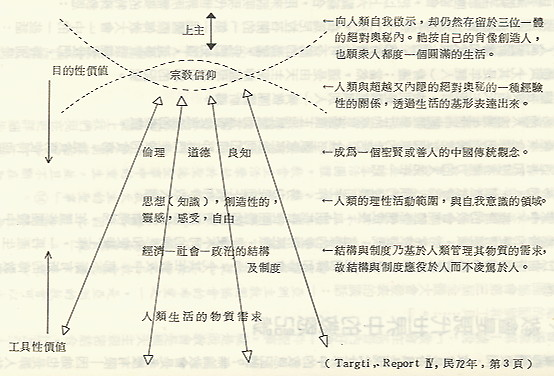 上主
←向人類自我啟示，却仍然存留於三位一體
的絕對奧秘內。祂按自己的肖像創造人，
也願衆人都度一個圓滿的生活。
目的性價値
宗敎信仰
←人類對超越又內隱的絕對奧秘的一種經驗
性的關係，透過生活的基形表達出來。
倫理 道德 良知
←成爲一個聖賢或善人的中國傳統觀念。
思想（知識），創造性的，
靈感，感受，自由
←人類的理性活動範圍，與自我意識的領域。
經濟—社會—政治的結構
及制度
←結構與制度乃基於人類管理其物質的需求，
故結構與制度應役於人而不凌駕於人。
人類生活的物質需求
工具性價値
（Targti, Report Ⅳ, 民72年，第3頁）